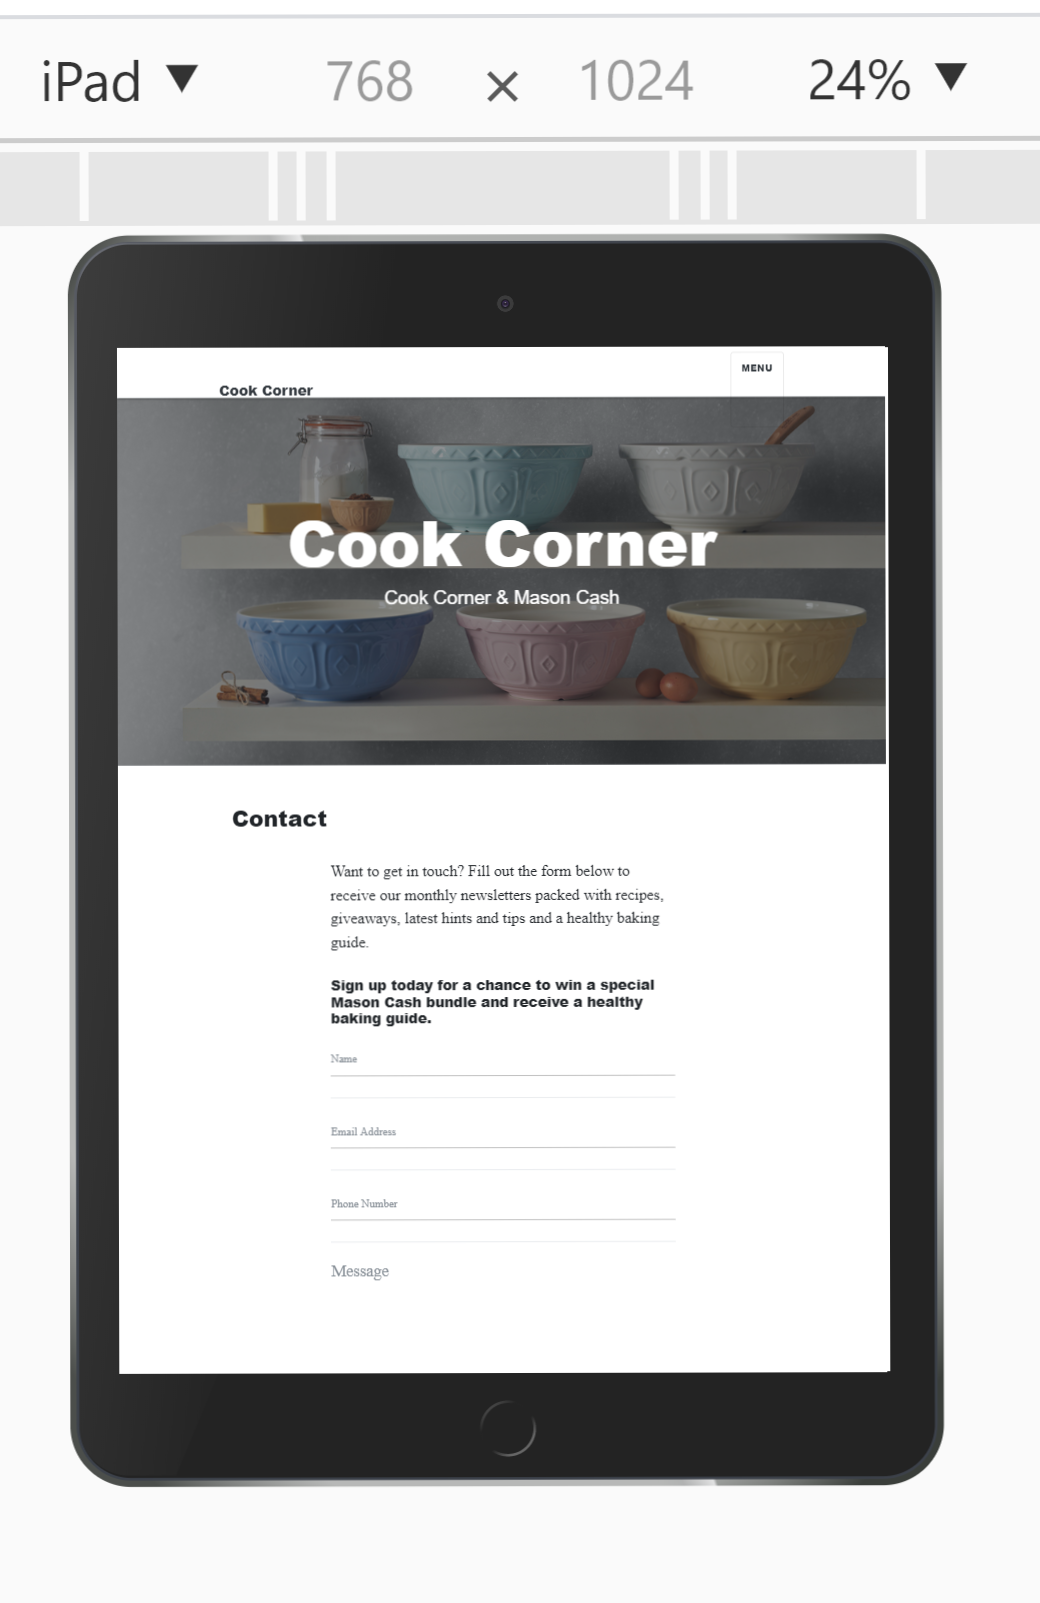 iPad ▼ 768 × 1024 24% ▼
MENU
Cook Corner
Cook Corner
Cook Corner & Mason Cash
Contact
Want to get in touch? Fill out the form below to
receive our monthly newsletters packed with recipes,
giveaways, latest hints and tips and a healthy baking
guide.
Sign up today for a chance to win a special
Mason Cash bundle and receive a healthy
baking guide.
Name
Email Address
Phone Number
Message